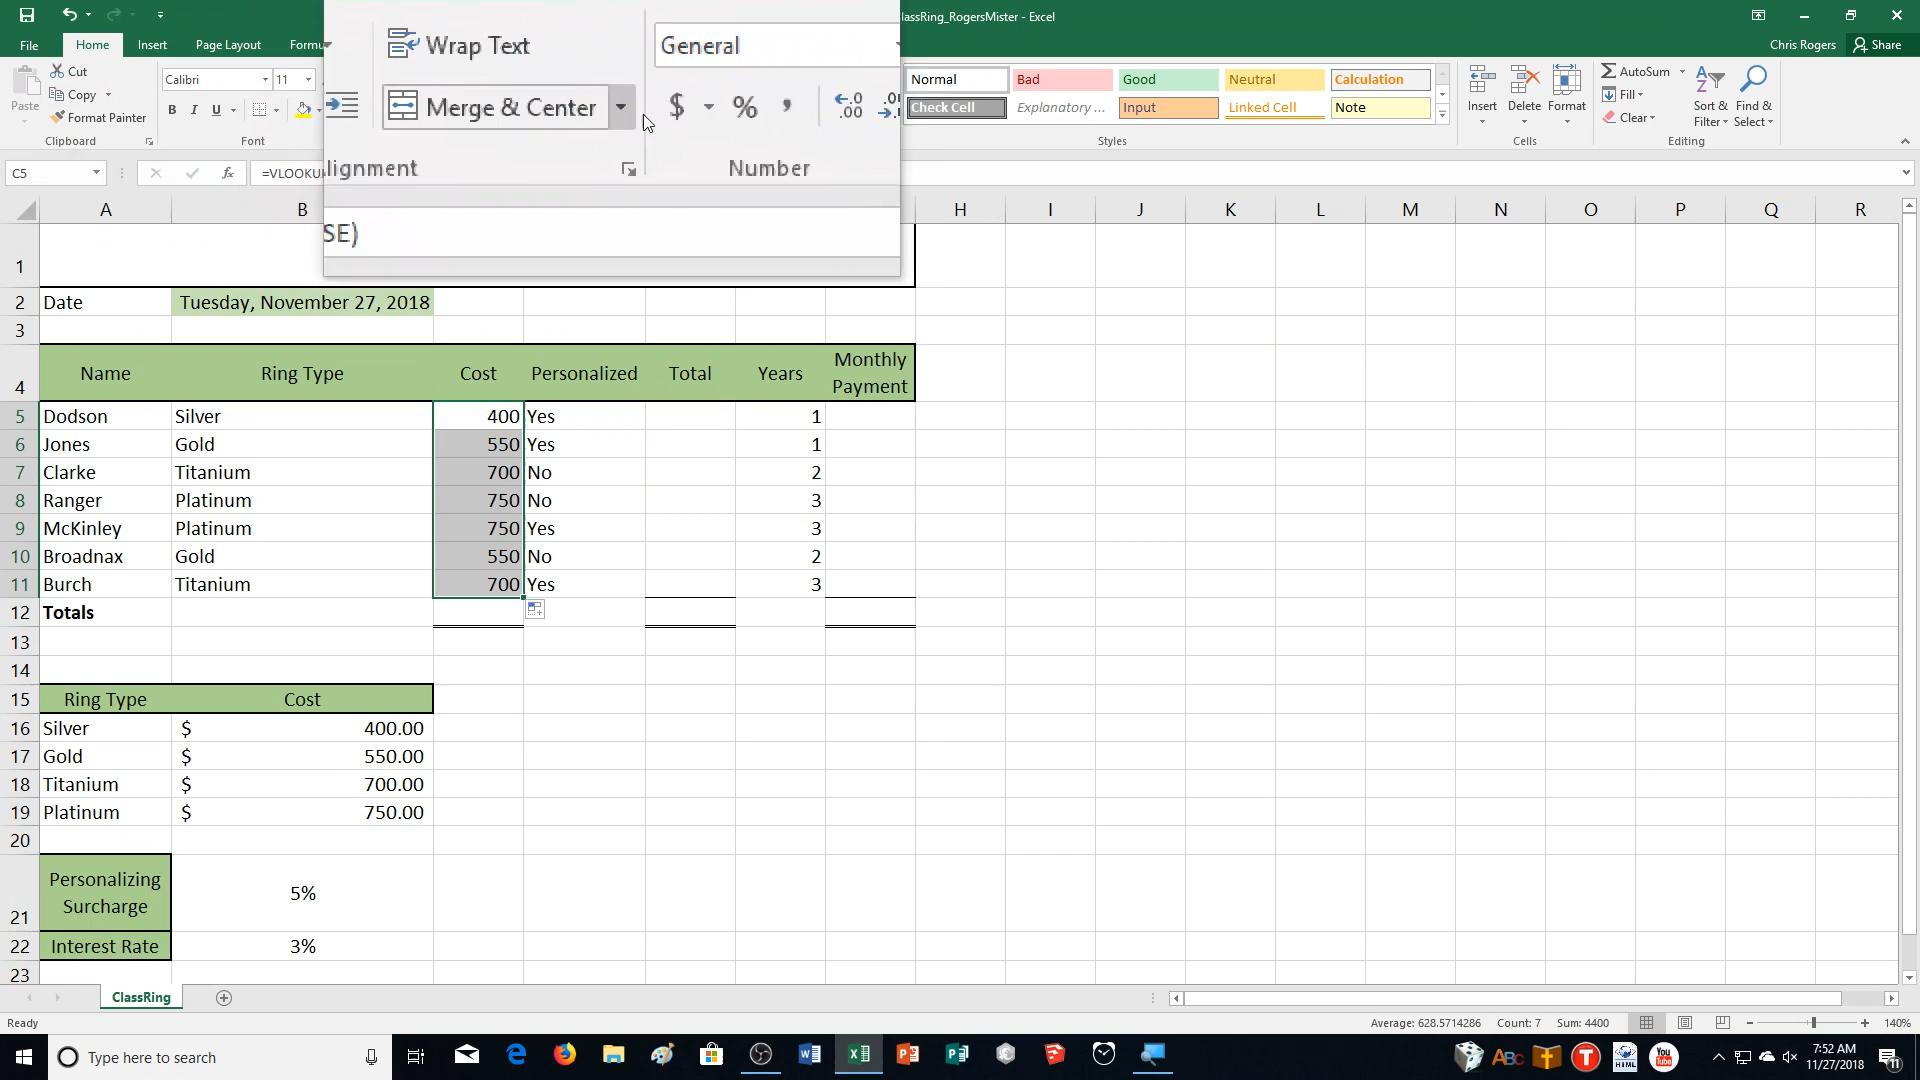 ClassRing_RogersMister - Excel
File Home Insert Page Layout Formu
Chris Rogers Share
Paste
Cut
Copy
Format Painter
Clipboard
Calibri 11
B I U
Font
Wrap Text
Merge & Center
lignment
General
$ % ,
Number
SE)
Normal Bad Good Neutral Calculation
Check Cell Explanatory ... Input Linked Cell Note
Styles
Insert Delete Format
Cells
AutoSum
Fill
Clear
Sort & Filter
Find & Select
Editing
C5 fx =VLOOKU
A B H I J K L M N O P Q R
1
2 Date Tuesday, November 27, 2018
3
4 Name Ring Type Cost Personalized Total Years Monthly Payment
5 Dodson Silver 400 Yes 1
6 Jones Gold 550 Yes 1
7 Clarke Titanium 700 No 2
8 Ranger Platinum 750 No 3
9 McKinley Platinum 750 Yes 3
10 Broadnax Gold 550 No 2
11 Burch Titanium 700 Yes 3
12 Totals
13
14
15 Ring Type Cost
16 Silver $ 400.00
17 Gold $ 550.00
18 Titanium $ 700.00
19 Platinum $ 750.00
20
21 Personalizing Surcharge 5%
22 Interest Rate 3%
23
ClassRing
Ready
Average: 628.5714286 Count: 7 Sum: 4400 140%
Type here to search
7:52 AM
11/27/2018